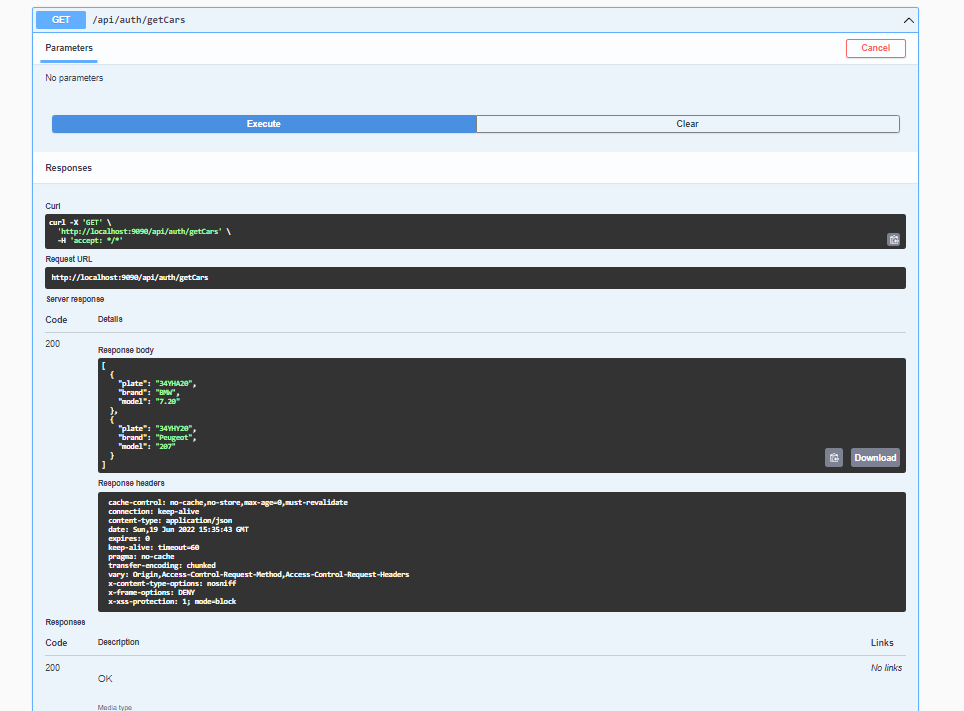 GET /api/auth/getCars
Parameters Cancel
No parameters
Execute Clear
Responses
Curl
curl -X 'GET' \
  'http://localhost:9090/api/auth/getCars' \
  -H 'accept: */*'
Request URL
http://localhost:9090/api/auth/getCars
Server response
Code Details
200
Response body
[
  {
    "plate": "34YHA20",
    "brand": "BMW",
    "model": "7.20"
  },
  {
    "plate": "34YHY20",
    "brand": "Peugeot",
    "model": "207"
  }
]
Download
Response headers
cache-control: no-cache,no-store,max-age=0,must-revalidate
connection: keep-alive
content-type: application/json
date: Sun,19 Jun 2022 15:35:43 GMT
expires: 0
keep-alive: timeout=60
pragma: no-cache
transfer-encoding: chunked
vary: Origin,Access-Control-Request-Method,Access-Control-Request-Headers
x-content-type-options: nosniff
x-frame-options: DENY
x-xss-protection: 1; mode=block
Responses
Code Description Links
200 No links
OK
Media type